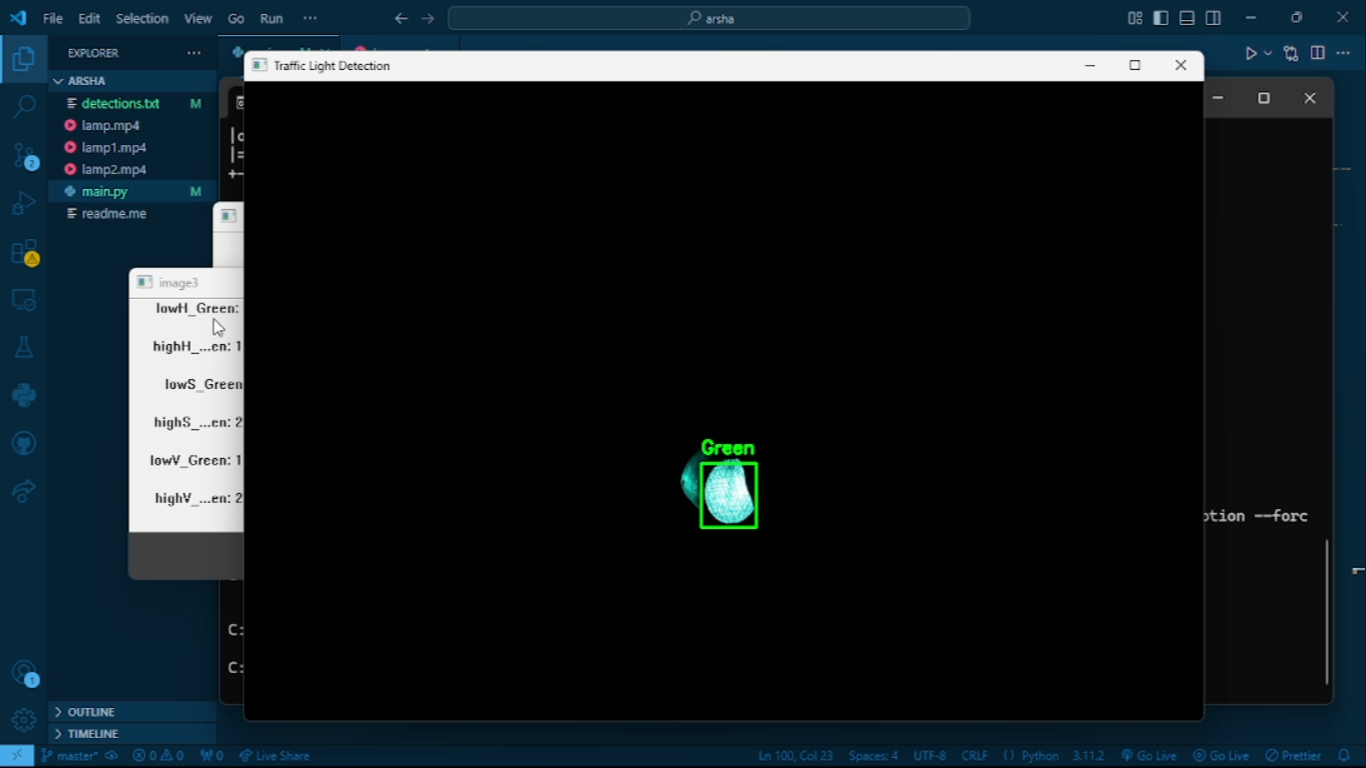 File Edit Selection View Go Run ···
arsha
EXPLORER ···
Traffic Light Detection
ARSHA
detections.txt M
lamp.mp4
lamp1.mp4
lamp2.mp4
main.py M
readme.me
image3
lowH_Green:
highH_...en: 1
lowS_Green
highS_...en: 2
lowV_Green: 1
highV_...en: 2
Green
ption --forc
C:
C:
2
1
OUTLINE
TIMELINE
master* 0 0 0 Live Share Ln 100, Col 23 Spaces: 4 UTF-8 CRLF Python 3.11.2 Go Live Go Live Prettier